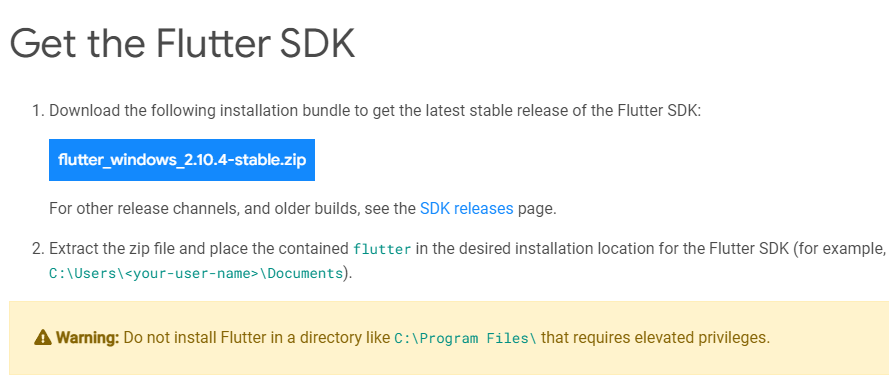 Get the Flutter SDK
1. Download the following installation bundle to get the latest stable release of the Flutter SDK:
flutter_windows_2.10.4-stable.zip
For other release channels, and older builds, see the SDK releases page.
2. Extract the zip file and place the contained flutter in the desired installation location for the Flutter SDK (for example,
C:\Users\<your-user-name>\Documents).
Warning: Do not install Flutter in a directory like C:\Program Files\ that requires elevated privileges.